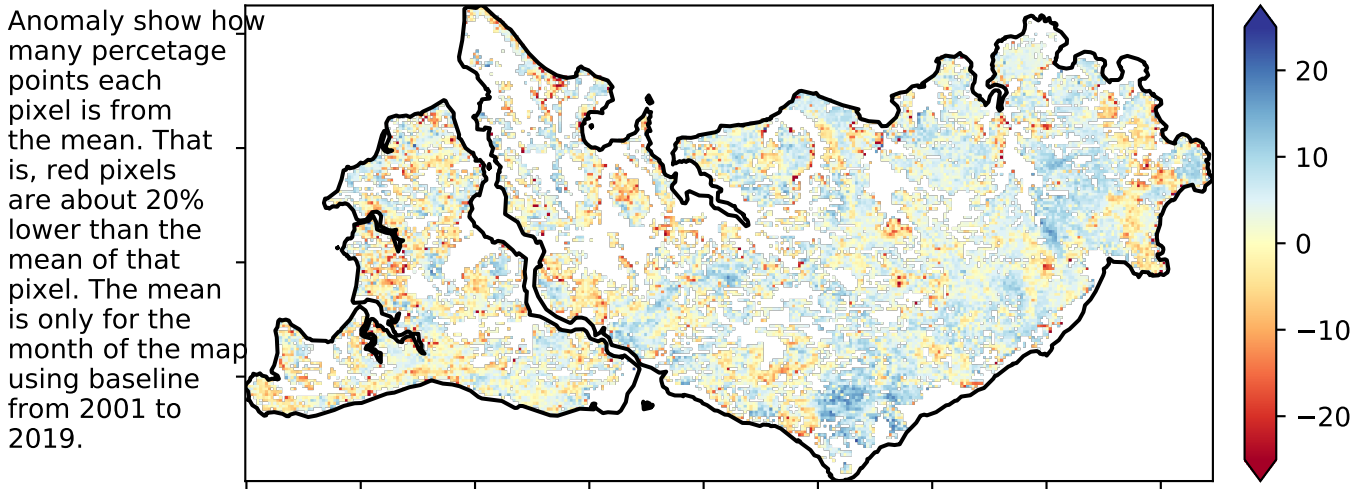 Anomaly show how
many percetage
points each
pixel is from
the mean. That
is, red pixels
are about 20%
lower than the
mean of that
pixel. The mean
is only for the
month of the map
using baseline
from 2001 to
2019.
20
10
0
−10
−20